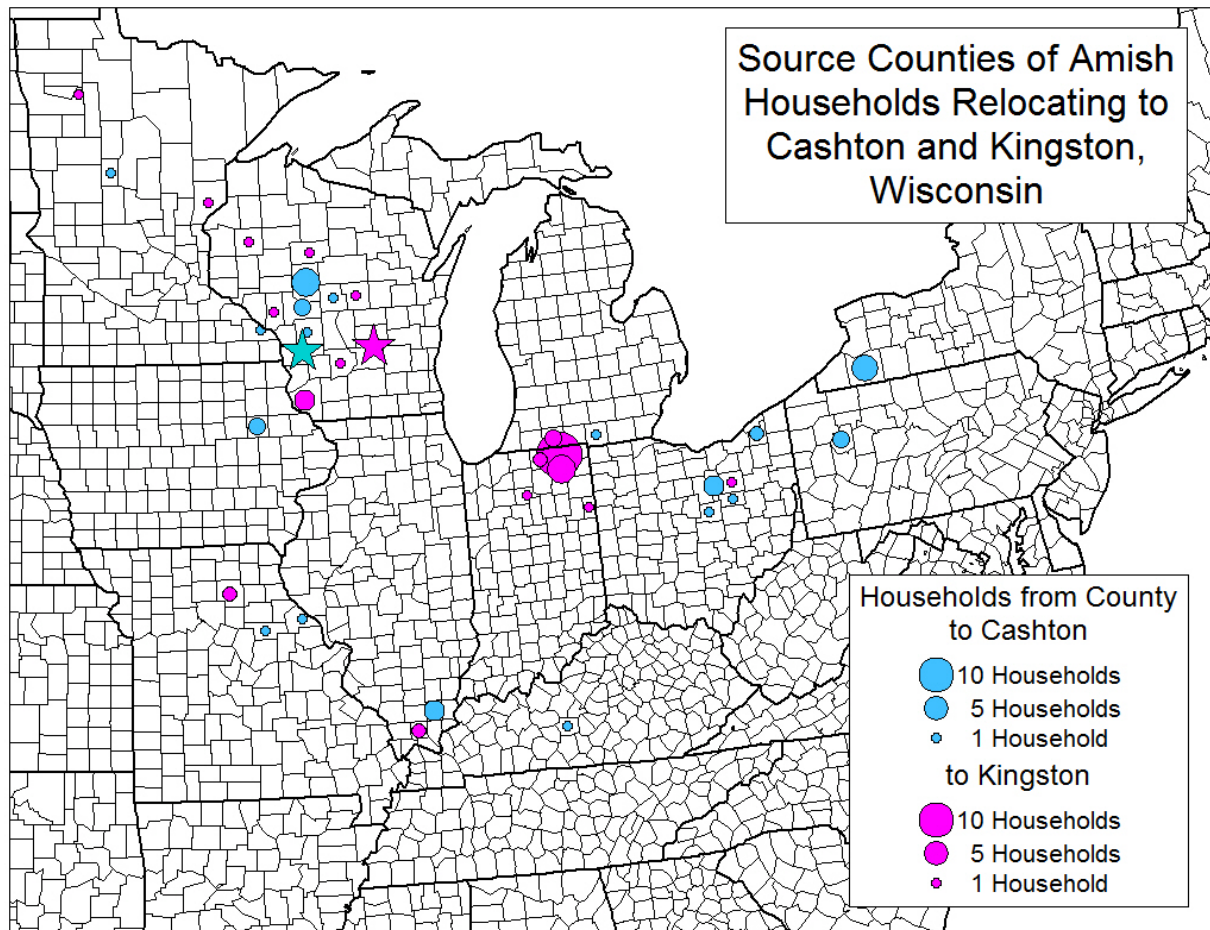 Source Counties of Amish
Households Relocating to
Cashton and Kingston,
Wisconsin
Households from County
to Cashton
10 Households
5 Households
1 Household
to Kingston
10 Households
5 Households
1 Household